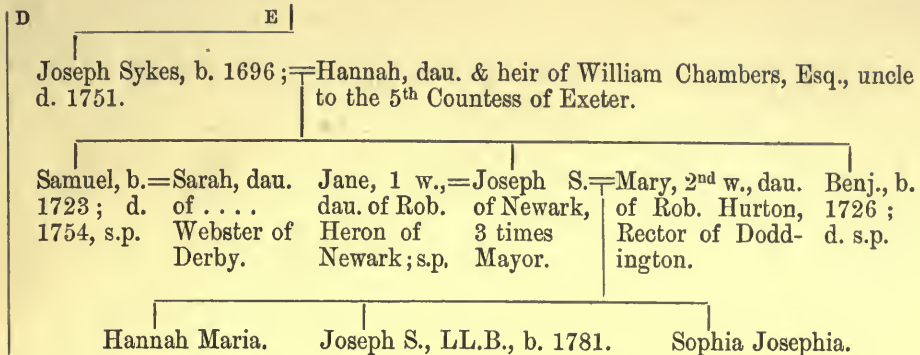 D E
Joseph Sykes, b. 1696 ;=Hannah, dau. & heir of William Chambers, Esq., uncle
d. 1751. to the 5th Countess of Exeter.
Samuel, b.=Sarah, dau. Jane, 1 w.,=Joseph S.=Mary, 2nd w., dau. Benj., b.
1723 ; d. of . . . . dau. of Rob. of Newark, of Rob. Hurton, 1726 ;
1754, s.p. Webster of Heron of 3 times Rector of Dodd- d. s.p.
Derby. Newark ; s.p. Mayor. ington.
Hannah Maria. Joseph S., LL.B., b. 1781. Sophia Josephia.